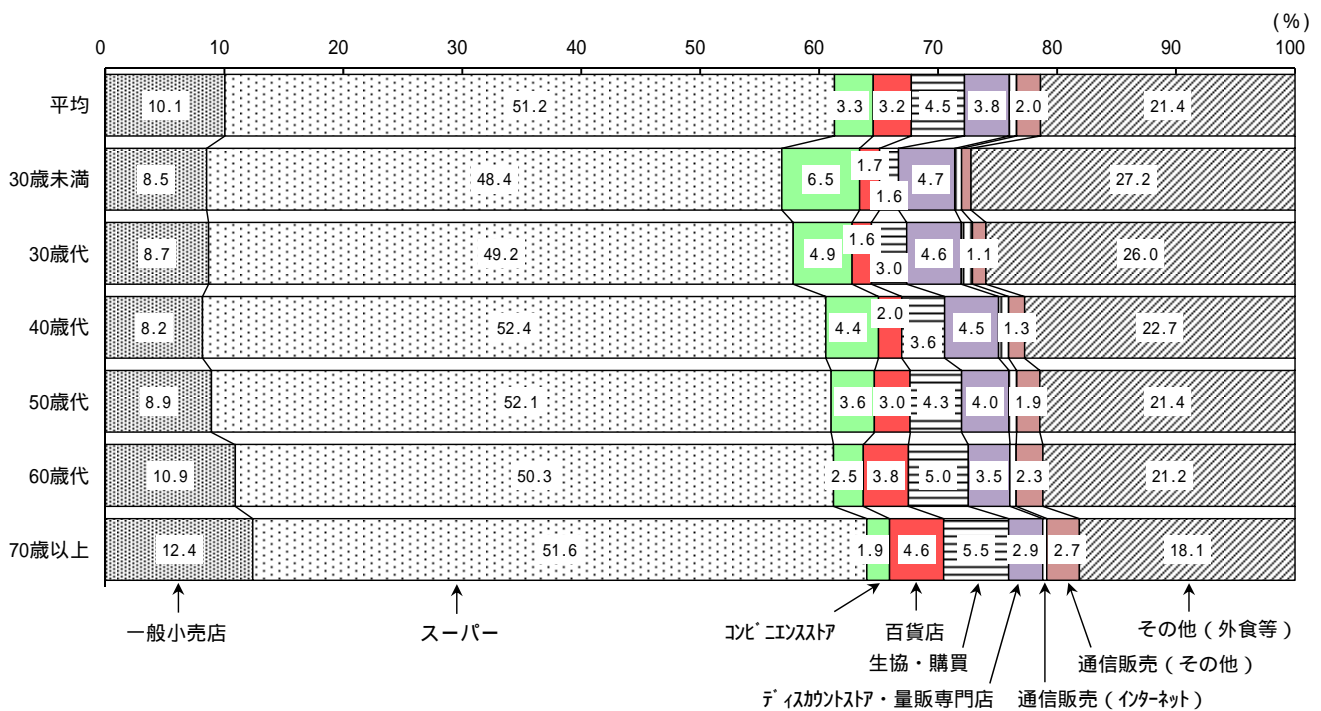 (%)
0 10 20 30 40 50 60 70 80 90 100
平均 10.1 51.2 3.3 3.2 4.5 3.8 2.0 21.4
30歳未満 8.5 48.4 6.5 1.7 1.6 4.7 27.2
30歳代 8.7 49.2 4.9 1.6 3.0 4.6 1.1 26.0
40歳代 8.2 52.4 4.4 2.0 3.6 4.5 1.3 22.7
50歳代 8.9 52.1 3.6 3.0 4.3 4.0 1.9 21.4
60歳代 10.9 50.3 2.5 3.8 5.0 3.5 2.3 21.2
70歳以上 12.4 51.6 1.9 4.6 5.5 2.9 2.7 18.1
一般小売店 スーパー コンビニエンスストア 百貨店 その他(外食等)
生協・購買 通信販売(その他)
ディスカウントストア・量販専門店 通信販売(インターネット)